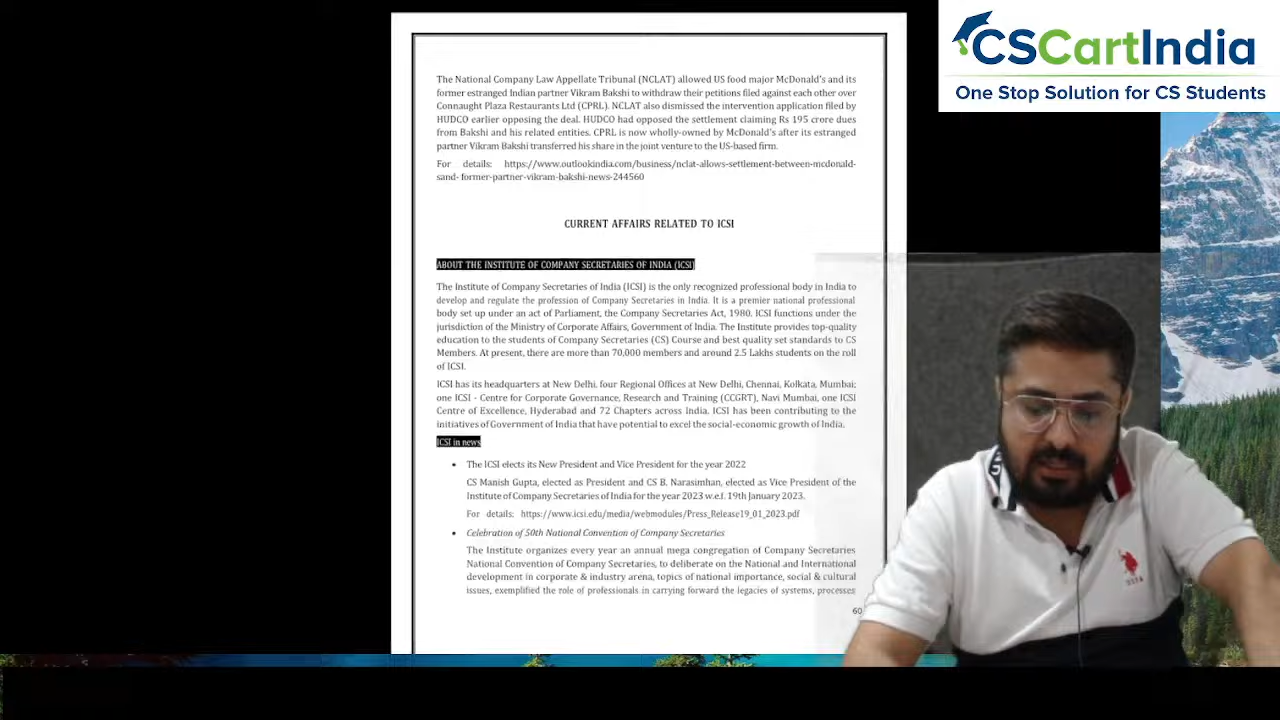 CSCartIndia
One Stop Solution for CS Students
The National Company Law Appellate Tribunal (NCLAT) allowed US food major McDonald's and its
former estranged Indian partner Vikram Bakshi to withdraw their petitions filed against each other over
Connaught Plaza Restaurants Ltd (CPRL). NCLAT also dismissed the intervention application filed by
HUDCO earlier opposing the deal. HUDCO had opposed the settlement claiming Rs 195 crore dues
from Bakshi and his related entities. CPRL is now wholly-owned by McDonald's after its estranged
partner Vikram Bakshi transferred his share in the joint venture to the US-based firm.
For details: https://www.outlookindia.com/business/nclat-allows-settlement-between-mcdonald-
sand- former-partner-vikram-bakshi-news-244560
CURRENT AFFAIRS RELATED TO ICSI
ABOUT THE INSTITUTE OF COMPANY SECRETARIES OF INDIA (ICSI)
The Institute of Company Secretaries of India (ICSI) is the only recognized professional body in India to
develop and regulate the profession of Company Secretaries in India. It is a premier national professional
body set up under an act of Parliament, the Company Secretaries Act, 1980. ICSI functions under the
jurisdiction of the Ministry of Corporate Affairs, Government of India. The Institute provides top-quality
education to the students of Company Secretaries (CS) Course and best quality set standards to CS
Members. At present, there are more than 70,000 members and around 2.5 Lakhs students on the roll
of ICSI.
ICSI has its headquarters at New Delhi, four Regional Offices at New Delhi, Chennai, Kolkata, Mumbai;
one ICSI - Centre for Corporate Governance, Research and Training (CCGRT), Navi Mumbai, one ICSI
Centre of Excellence, Hyderabad and 72 Chapters across India. ICSI has been contributing to the
initiatives of Government of India that have potential to excel the social-economic growth of India.
ICSI in news
• The ICSI elects its New President and Vice President for the year 2022
CS Manish Gupta, elected as President and CS B. Narasimhan, elected as Vice President of the
Institute of Company Secretaries of India for the year 2023 w.e.f. 19th January 2023.
For details: https://www.icsi.edu/media/webmodules/Press_Release19_01_2023.pdf
• Celebration of 50th National Convention of Company Secretaries
The Institute organizes every year an annual mega congregation of Company Secretaries
National Convention of Company Secretaries, to deliberate on the National and International
development in corporate & industry arena, topics of national importance, social & cultural
issues, exemplified the role of professionals in carrying forward the legacies of systems, processes
60